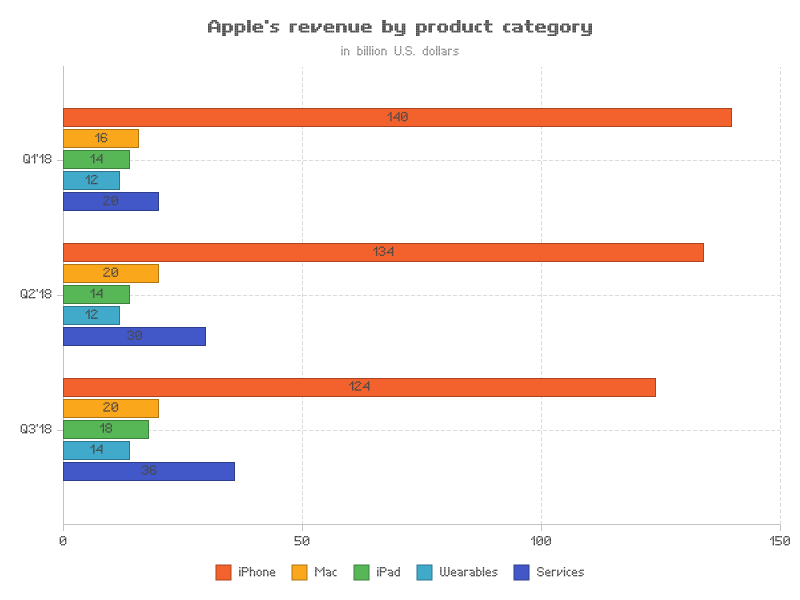 Apple's revenue by product category
in billion U.S. dollars
140
16
Q1'18
14
12
20
134
20
Q2'18
14
12
30
124
20
Q3'18
18
14
36
0 50 100 150
iPhone Mac iPad Wearables Services